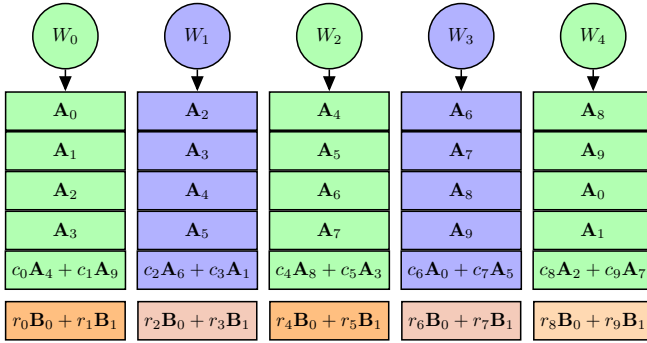 W₀ W₁ W₂ W₃ W₄
A₀ A₂ A₄ A₆ A₈
A₁ A₃ A₅ A₇ A₉
A₂ A₄ A₆ A₈ A₀
A₃ A₅ A₇ A₉ A₁
c₀A₄ + c₁A₉ c₂A₆ + c₃A₁ c₄A₈ + c₅A₃ c₆A₀ + c₇A₅ c₈A₂ + c₉A₇
r₀B₀ + r₁B₁ r₂B₀ + r₃B₁ r₄B₀ + r₅B₁ r₆B₀ + r₇B₁ r₈B₀ + r₉B₁